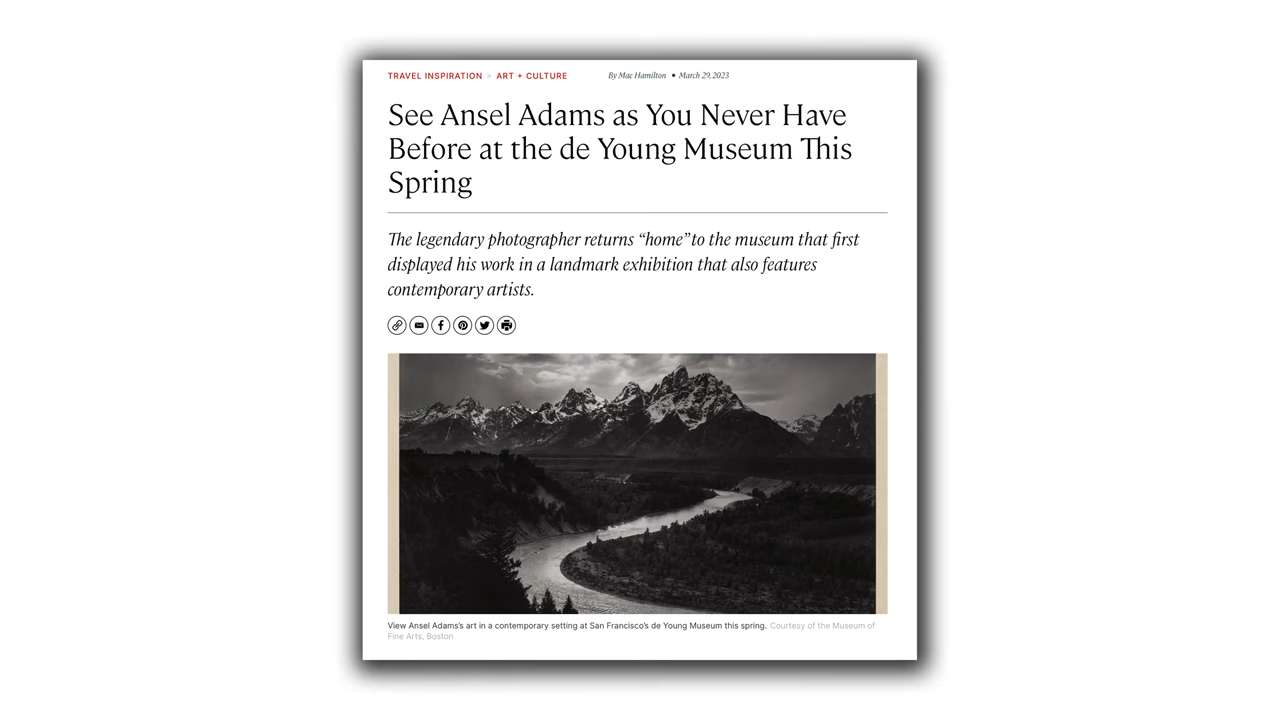 TRAVEL INSPIRATION > ART + CULTURE By Mac Hamilton • March 29, 2023
See Ansel Adams as You Never Have
Before at the de Young Museum This
Spring
The legendary photographer returns “home” to the museum that first
displayed his work in a landmark exhibition that also features
contemporary artists.
View Ansel Adams’s art in a contemporary setting at San Francisco’s de Young Museum this spring. Courtesy of the Museum of
Fine Arts, Boston